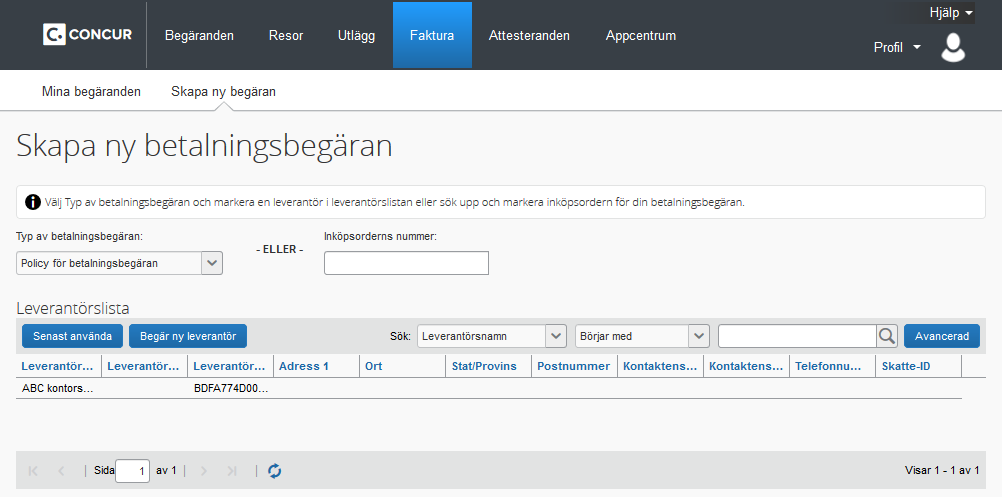 Hjälp
C. CONCUR Begäranden Resor Utlägg Faktura Attesteranden Appcentrum Profil
Mina begäranden Skapa ny begäran
Skapa ny betalningsbegäran
Välj Typ av betalningsbegäran och markera en leverantör i leverantörslistan eller sök upp och markera inköpsordern för din betalningsbegäran.
Typ av betalningsbegäran: - ELLER - Inköpsorderns nummer:
Policy för betalningsbegäran
Leverantörslista
Senast använda Begär ny leverantör Sök: Leverantörsnamn Börjar med Avancerad
Leverantör... Leverantör... Leverantör... Adress 1 Ort Stat/Provins Postnummer Kontaktens... Kontaktens... Telefonnu... Skatte-ID
ABC kontors... BDFA774D00...
Sida 1 av 1 Visar 1 - 1 av 1